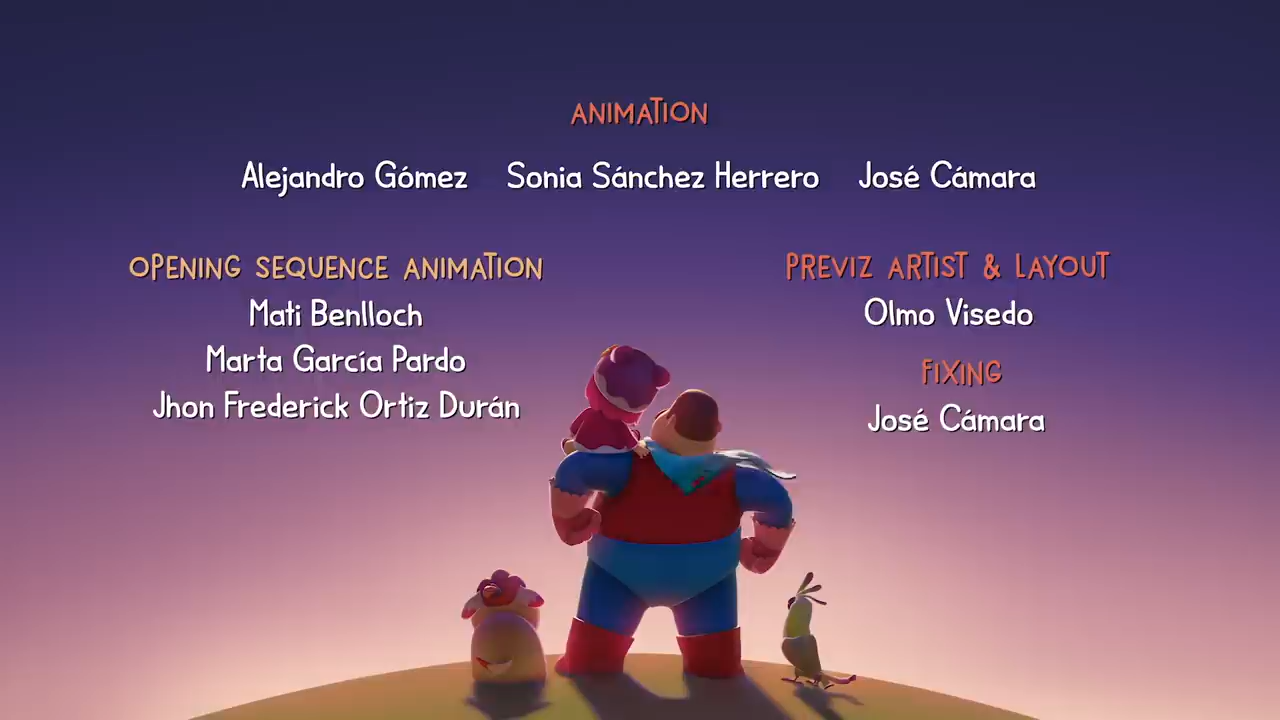 ANIMATION
Alejandro Gómez Sonia Sánchez Herrero José Cámara
OPENING SEQUENCE ANIMATION
Mati Benlloch
Marta García Pardo
Jhon Frederick Ortiz Durán
PREVIZ ARTIST & LAYOUT
Olmo Visedo
FIXING
José Cámara